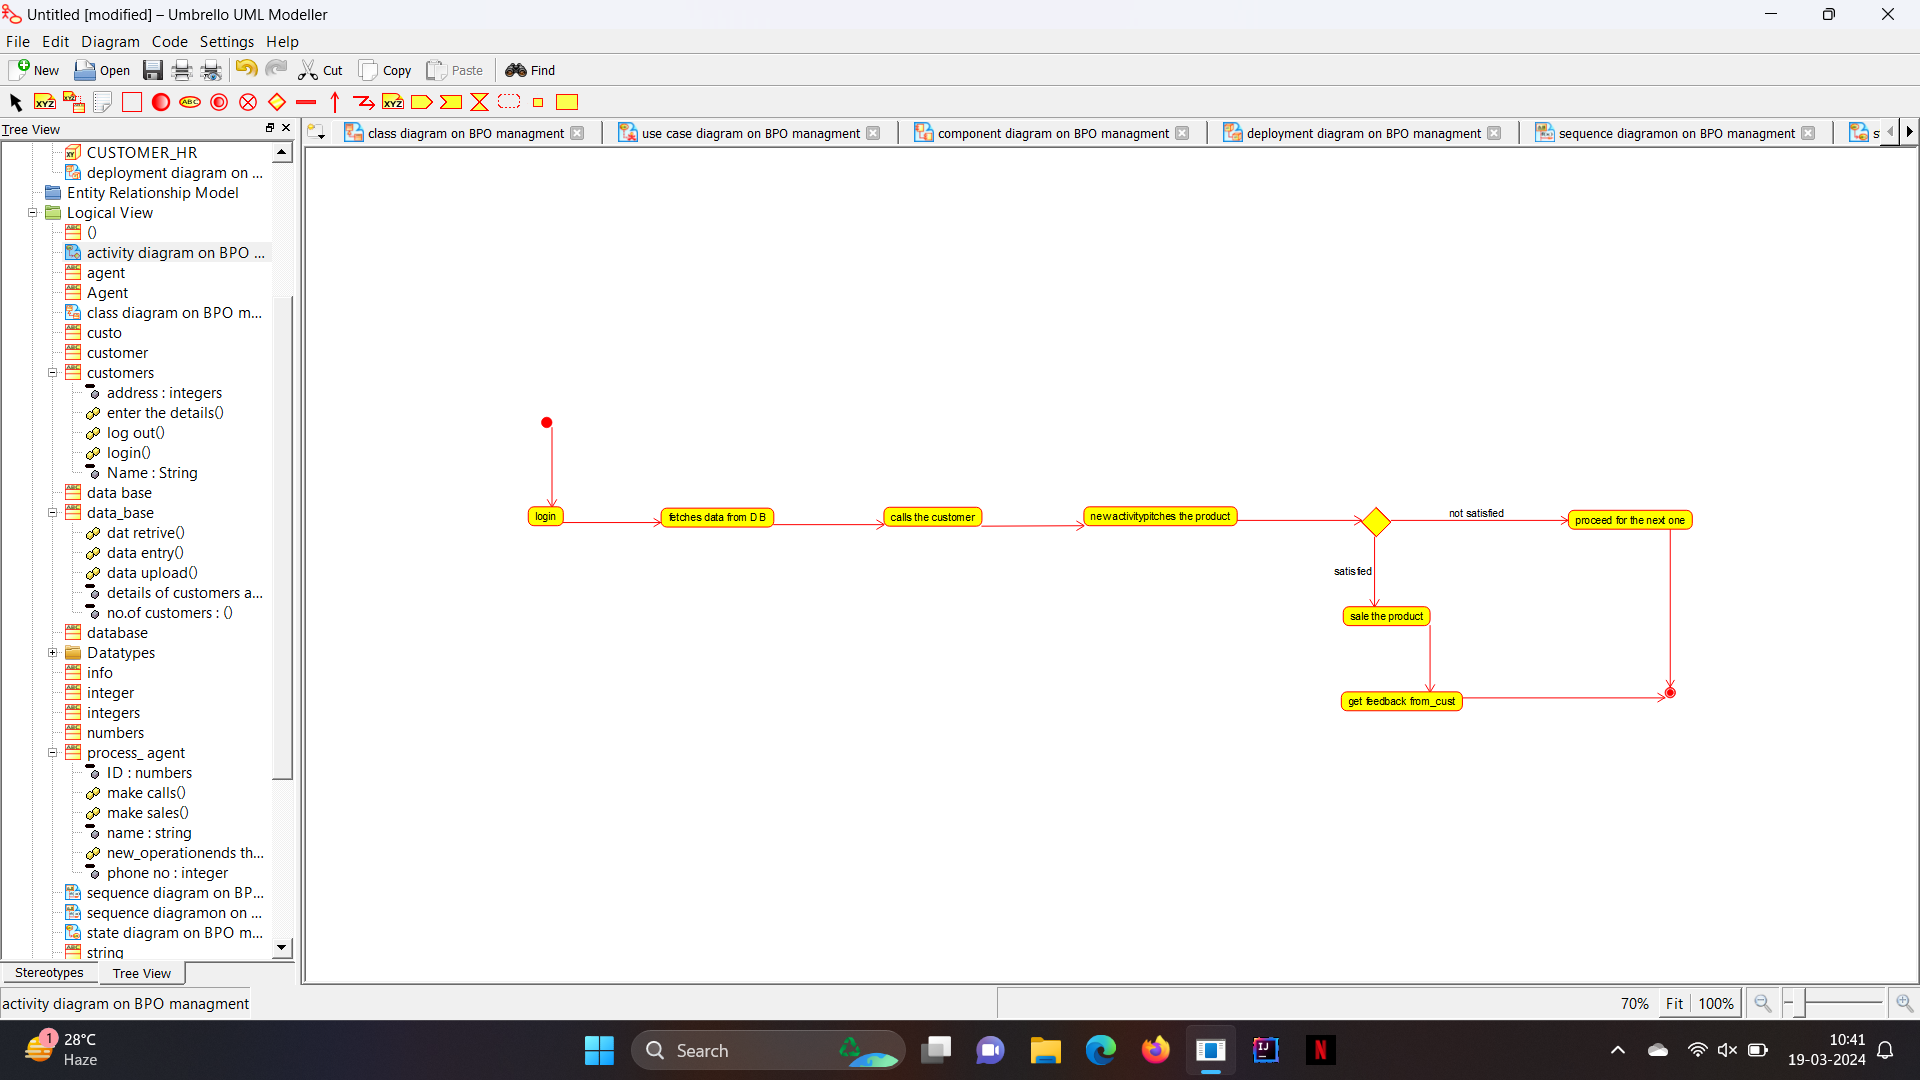 Untitled [modified] – Umbrello UML Modeller
File Edit Diagram Code Settings Help
New Open Cut Copy Paste Find
Tree View
class diagram on BPO managment
use case diagram on BPO managment
component diagram on BPO managment
deployment diagram on BPO managment
sequence diagramon on BPO managment
s
CUSTOMER_HR
deployment diagram on ...
Entity Relationship Model
Logical View
()
activity diagram on BPO ...
agent
Agent
class diagram on BPO m...
custo
customer
customers
address : integers
enter the details()
log out()
login()
Name : String
data base
data_base
dat retrive()
data entry()
data upload()
details of customers a...
no.of customers : ()
database
Datatypes
info
integer
integers
numbers
process_ agent
ID : numbers
make calls()
make sales()
name : string
new_operationends th...
phone no : integer
sequence diagram on BP...
sequence diagramon on ...
state diagram on BPO m...
string
Stereotypes Tree View
login
fetches data from DB
calls the customer
newactivitypitches the product
not satisfied
proceed for the next one
satisfied
sale the product
get feedback from_cust
activity diagram on BPO managment
70% Fit 100%
1
28°C
Haze
Search
10:41
19-03-2024